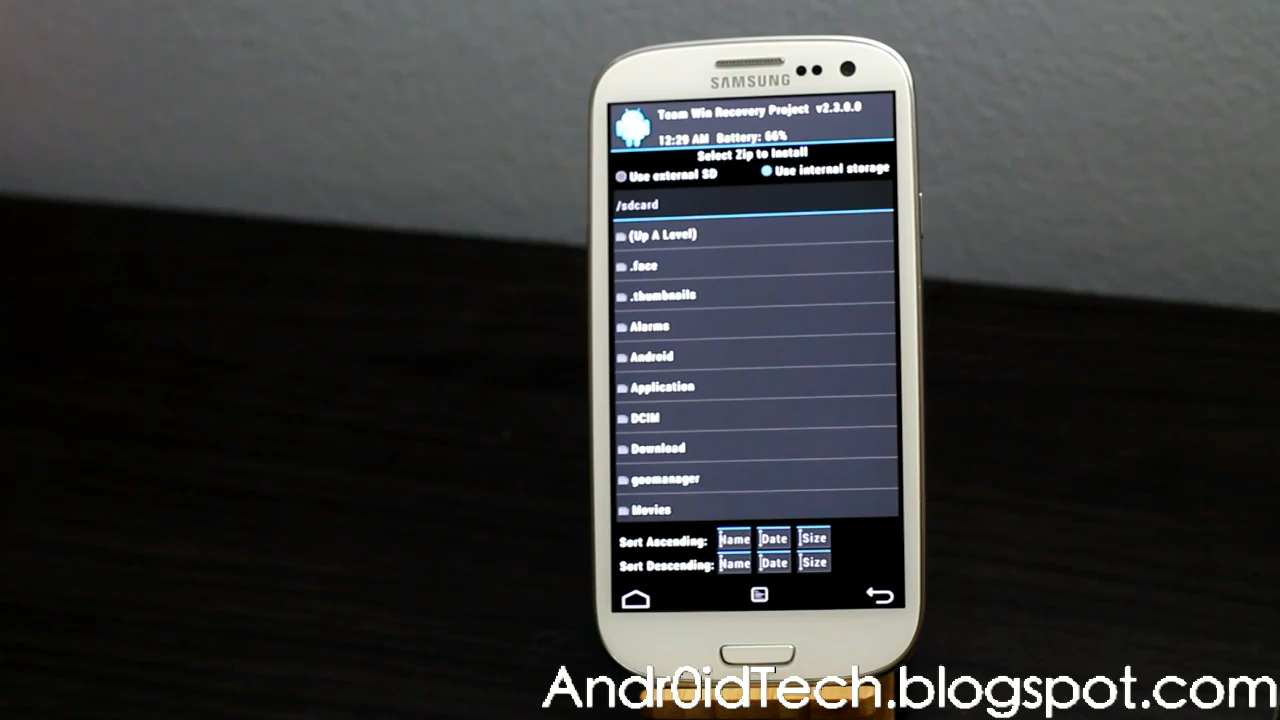 SAMSUNG
Team Win Recovery Project v2.3.0.0
12:29 AM Battery: 66%
Select Zip to Install
Use external SD Use internal storage
/sdcard
(Up A Level)
.face
.thumbnails
Alarms
Android
Application
DCIM
Download
goomanager
Movies
Sort Ascending: Name Date Size
Sort Descending: Name Date Size
Andr0idTech.blogspot.com